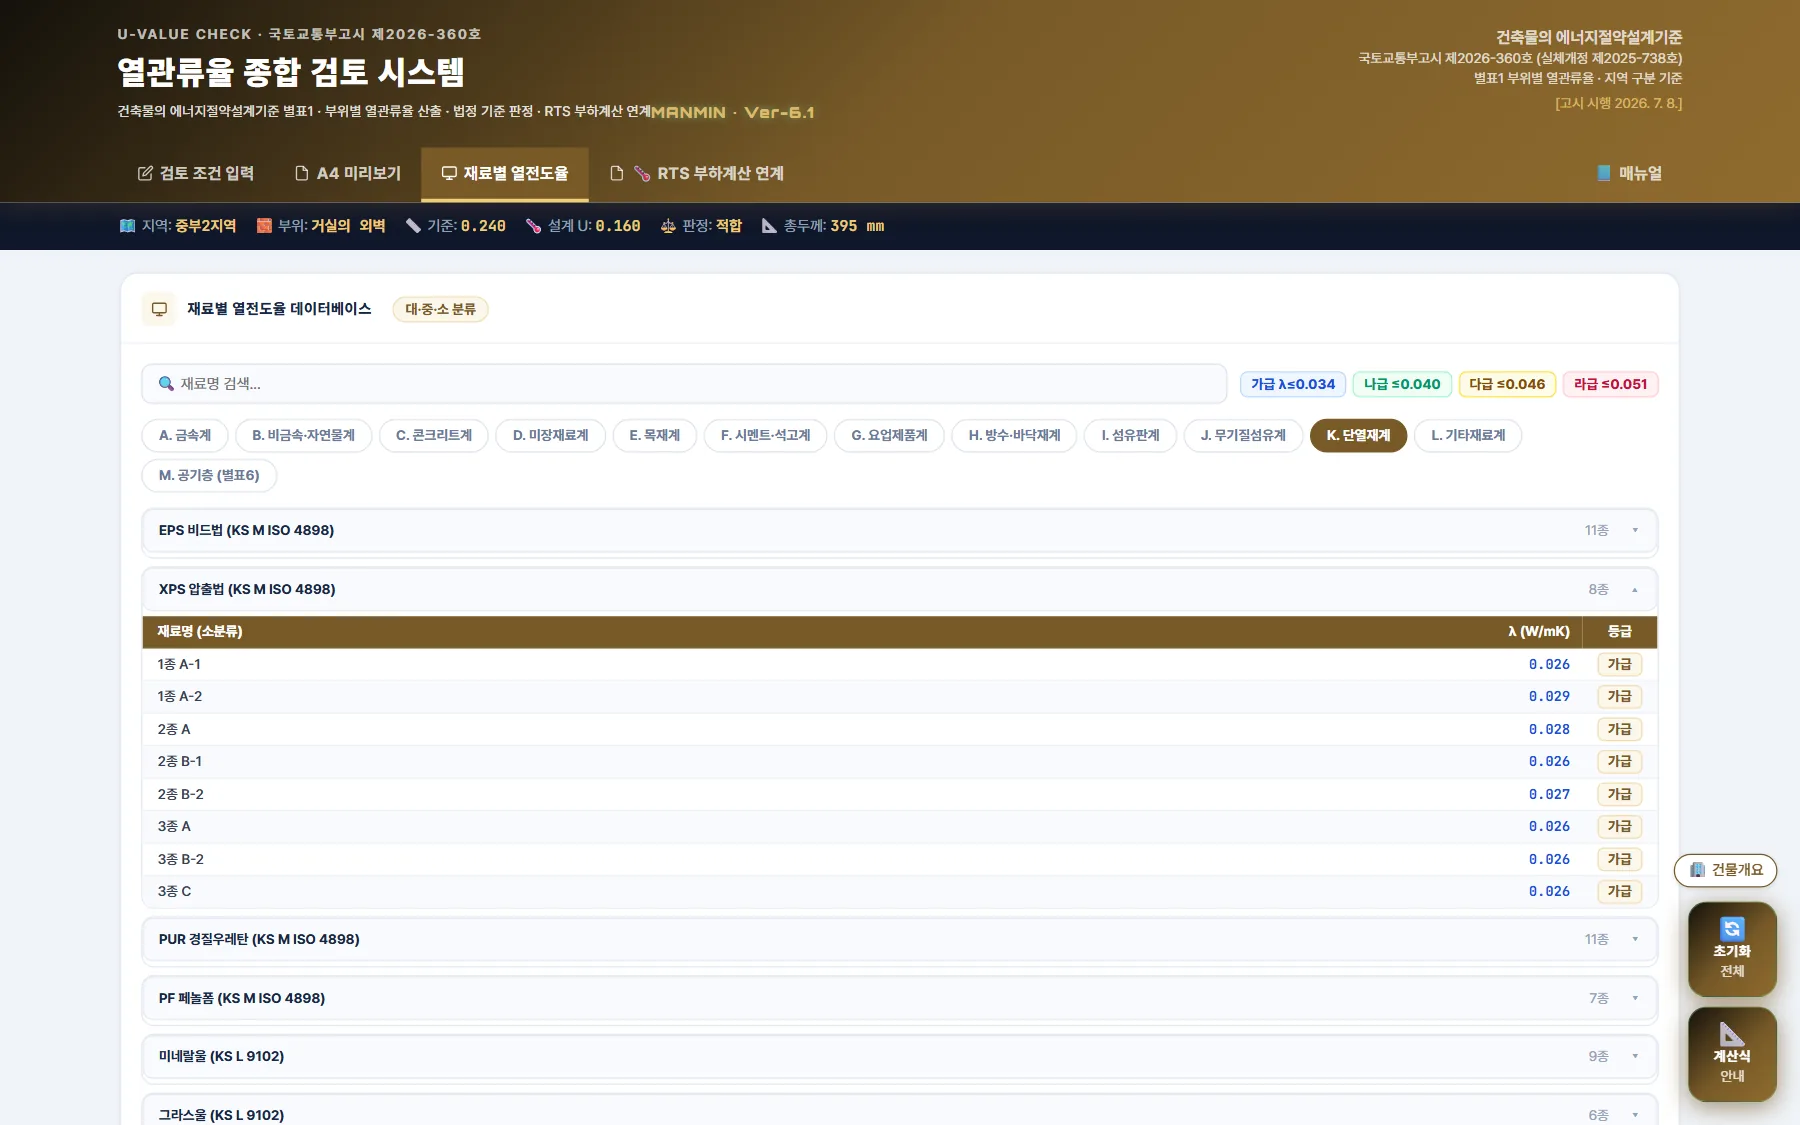 U-VALUE CHECK · 국토교통부고시 제2026-360호
열관류율 종합 검토 시스템
건축물의 에너지절약설계기준 별표1 · 부위별 열관류율 산출 · 법정 기준 판정 · RTS 부하계산 연계MANMIN · Ver-6.1
건축물의 에너지절약설계기준
국토교통부고시 제2026-360호 (실체개정 제2025-738호)
별표1 부위별 열관류율 · 지역 구분 기준
[고시 시행 2026. 7. 8.]
검토 조건 입력 A4 미리보기 재료별 열전도율 RTS 부하계산 연계 매뉴얼
지역: 중부2지역 부위: 거실의 외벽 기준: 0.240 설계 U: 0.160 판정: 적합 총두께: 395 mm
재료별 열전도율 데이터베이스 대·중·소 분류
재료명 검색... 가급 λ≤0.034 나급 ≤0.040 다급 ≤0.046 라급 ≤0.051
A. 금속계 B. 비금속·자연물계 C. 콘크리트계 D. 미장재료계 E. 목재계 F. 시멘트·석고계 G. 요업제품계 H. 방수·바닥재계 I. 섬유판계 J. 무기질섬유계 K. 단열재계 L. 기타재료계
M. 공기층 (별표6)
EPS 비드법 (KS M ISO 4898) 11종
XPS 압출법 (KS M ISO 4898) 8종
재료명 (소분류) λ (W/mK) 등급
1종 A-1 0.026 가급
1종 A-2 0.029 가급
2종 A 0.028 가급
2종 B-1 0.026 가급
2종 B-2 0.027 가급
3종 A 0.026 가급
3종 B-2 0.026 가급
3종 C 0.026 가급
PUR 경질우레탄 (KS M ISO 4898) 11종
PF 페놀폼 (KS M ISO 4898) 7종
미네랄울 (KS L 9102) 9종
그라스울 (KS L 9102) 6종
건물개요
초기화
전체
계산식
안내